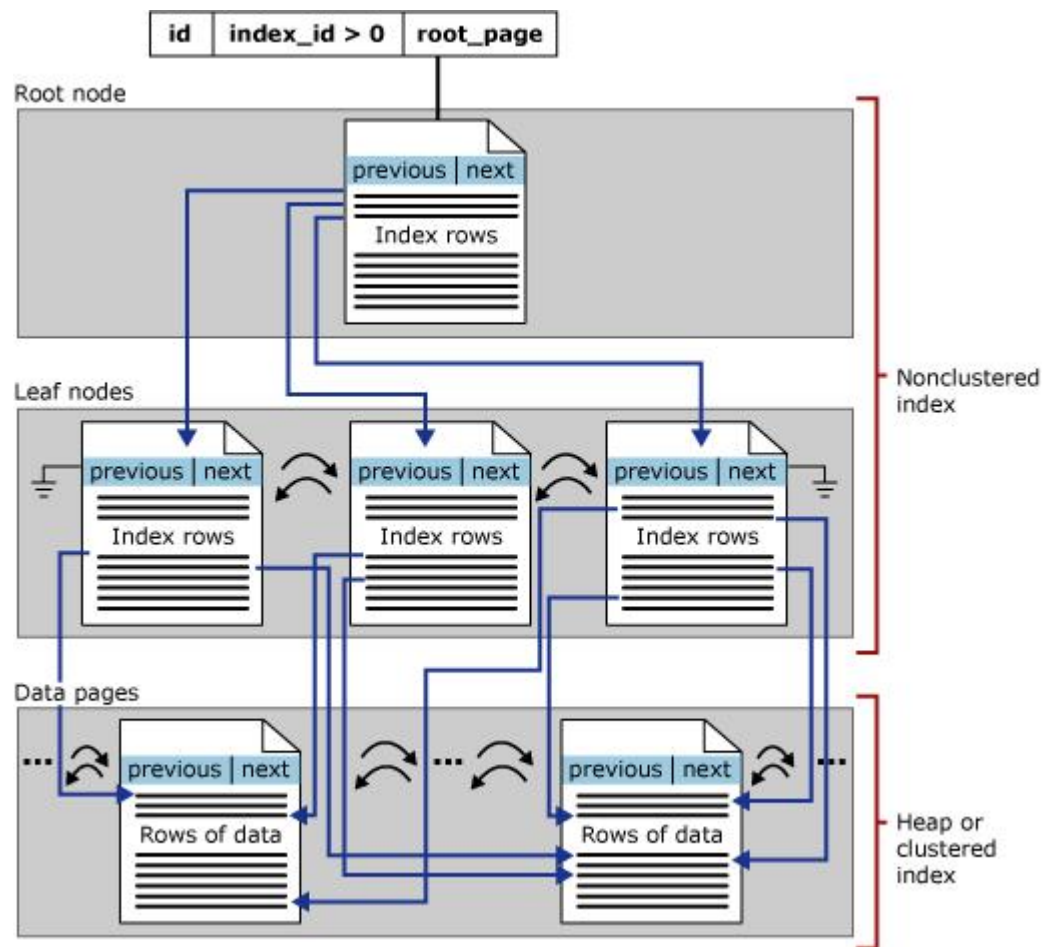 id index_id > 0 root_page
Root node
previous next
Index rows
Nonclustered
index
Leaf nodes
previous next previous next previous next
Index rows Index rows Index rows
Data pages
... ... ...
previous next previous next
Rows of data Rows of data
Heap or
clustered
index